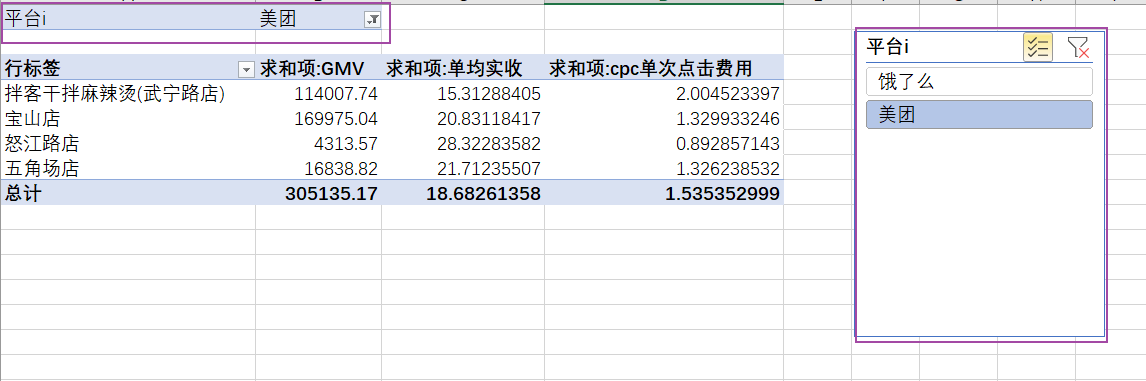 平台i 美团
行标签 求和项:GMV 求和项:单均实收 求和项:cpc单次点击费用
拌客干拌麻辣烫(武宁路店) 114007.74 15.31288405 2.004523397
宝山店 169975.04 20.83118417 1.329933246
怒江路店 4313.57 28.32283582 0.892857143
五角场店 16838.82 21.71235507 1.326238532
总计 305135.17 18.68261358 1.535352999
平台i
饿了么
美团